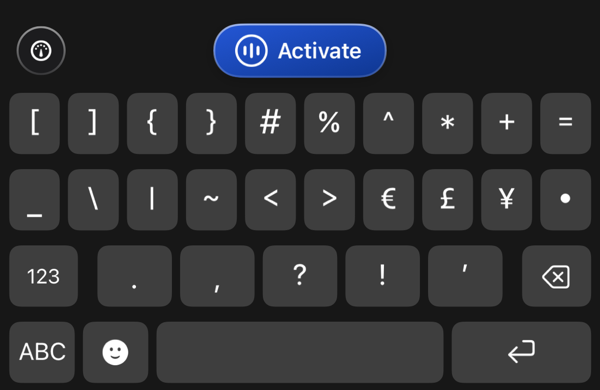 Activate
[ ] { } # % ^ * + =
_ \ | ~ < > € £ ¥ •
123 . , ? ! ′
ABC